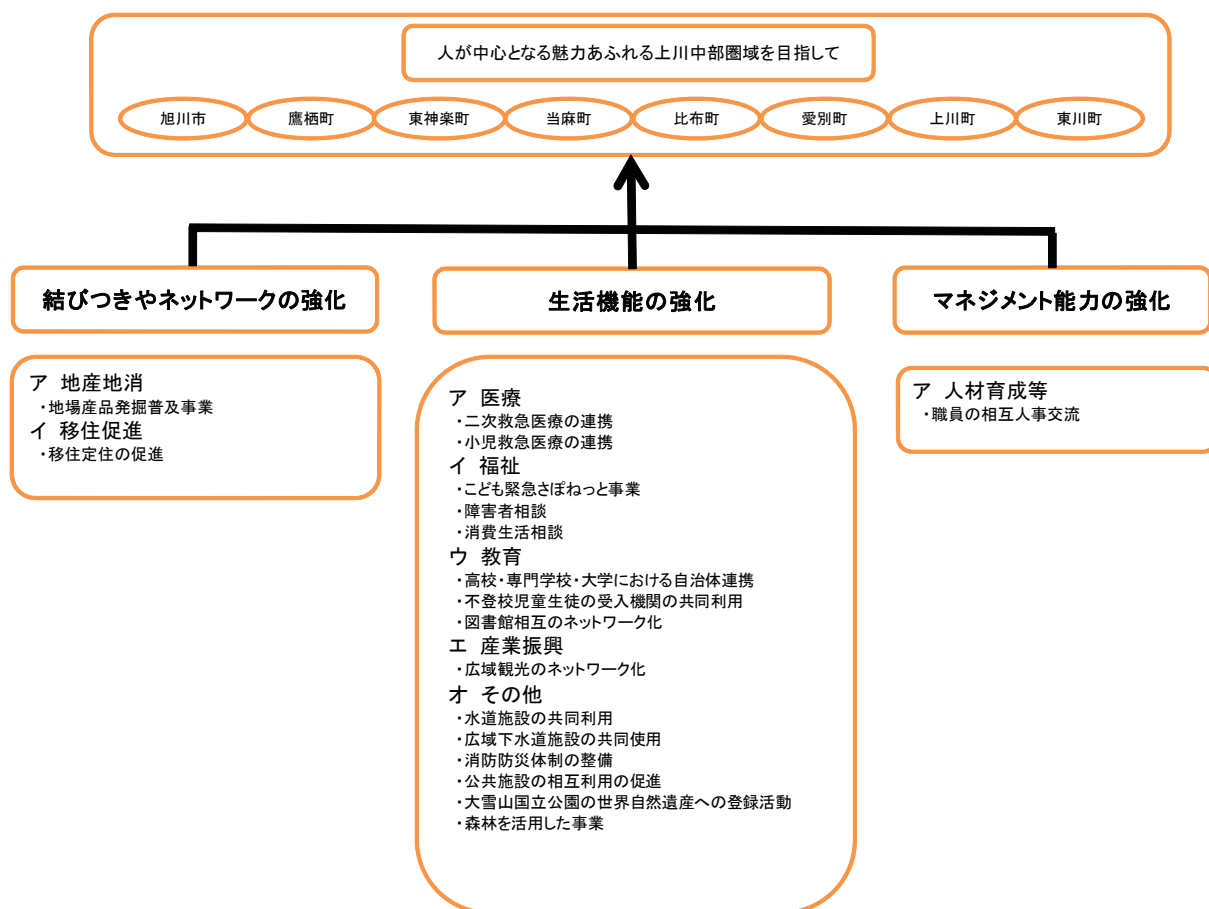 人が中心となる魅力あふれる上川中部圏域を目指して
旭川市 鷹栖町 東神楽町 当麻町 比布町 愛別町 上川町 東川町
結びつきやネットワークの強化
ア 地産地消
・地場産品発掘普及事業
イ 移住促進
・移住定住の促進
生活機能の強化
ア 医療
・二次救急医療の連携
・小児救急医療の連携
イ 福祉
・こども緊急さぽねっと事業
・障害者相談
・消費生活相談
ウ 教育
・高校・専門学校・大学における自治体連携
・不登校児童生徒の受入機関の共同利用
・図書館相互のネットワーク化
エ 産業振興
・広域観光のネットワーク化
オ その他
・水道施設の共同利用
・広域下水道施設の共同使用
・消防防災体制の整備
・公共施設の相互利用の促進
・大雪山国立公園の世界自然遺産への登録活動
・森林を活用した事業
マネジメント能力の強化
ア 人材育成等
・職員の相互人事交流